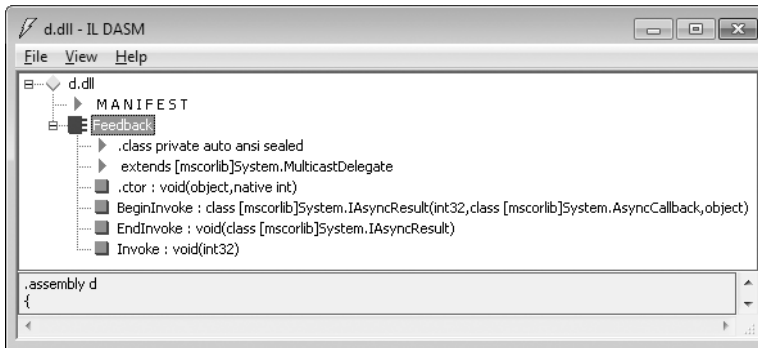 d.dll - IL DASM
File View Help
d.dll
MANIFEST
Feedback
.class private auto ansi sealed
extends [mscorlib]System.MulticastDelegate
.ctor : void(object,native int)
BeginInvoke : class [mscorlib]System.IAsyncResult(int32,class [mscorlib]System.AsyncCallback,object)
EndInvoke : void(class [mscorlib]System.IAsyncResult)
Invoke : void(int32)
.assembly d
{